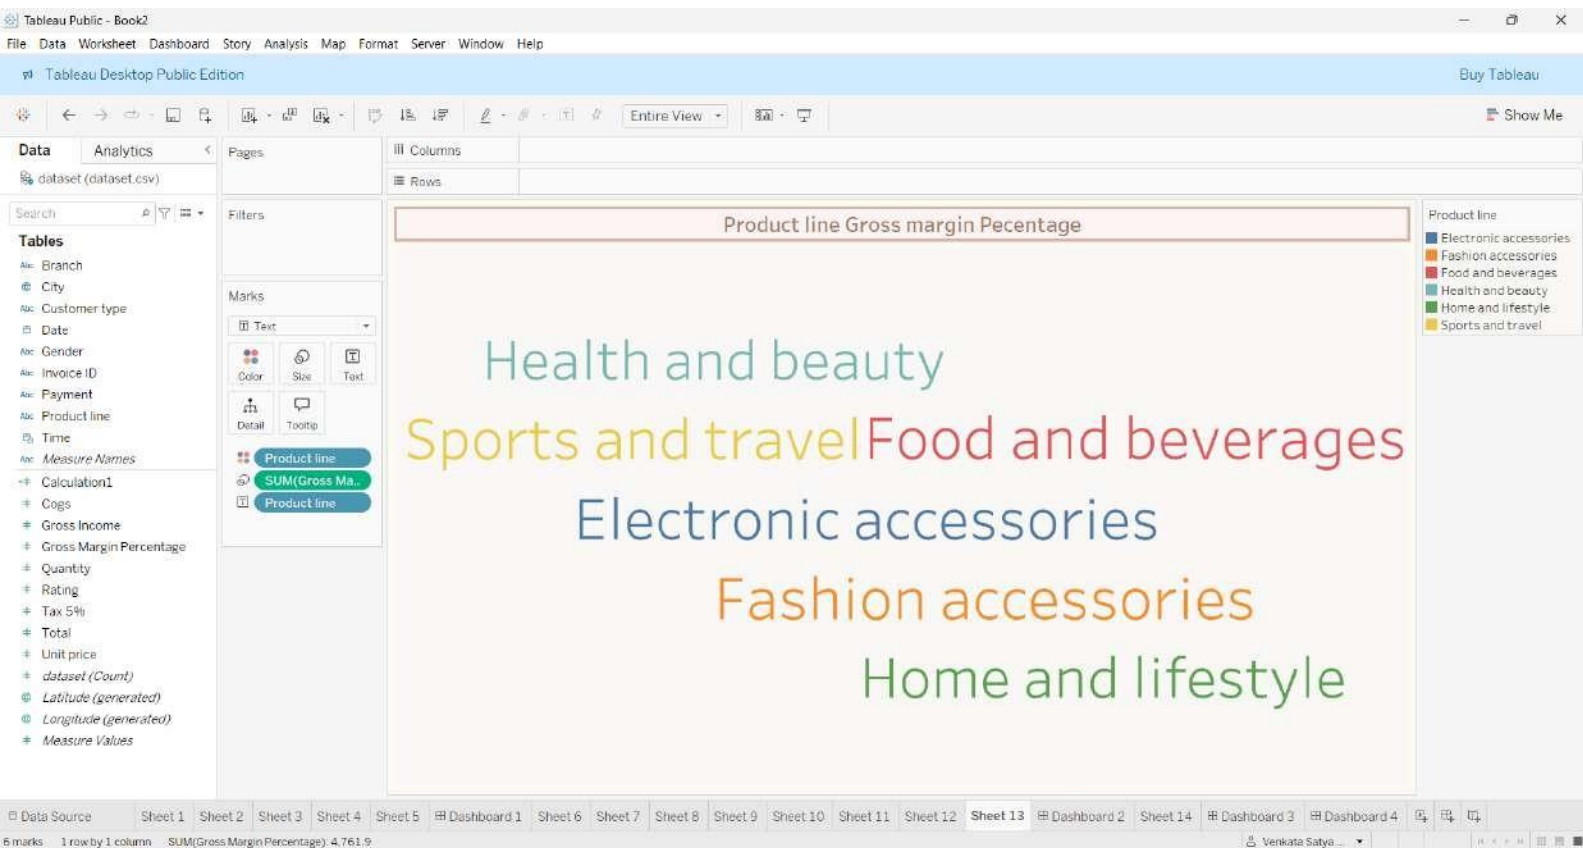 Tableau Public - Book2
File Data Worksheet Dashboard Story Analysis Map Format Server Window Help
Tableau Desktop Public Edition Buy Tableau
Entire View Show Me
Data Analytics
dataset (dataset.csv)
Search
Tables
Abc Branch
City
Abc Customer type
Date
Abc Gender
Abc Invoice ID
Abc Payment
Abc Product line
Time
Abc Measure Names
Calculation1
Cogs
Gross Income
Gross Margin Percentage
Quantity
Rating
Tax 5%
Total
Unit price
dataset (Count)
Latitude (generated)
Longitude (generated)
Measure Values
Pages
Filters
Marks
Text
Color Size Text
Detail Tooltip
Product line
SUM(Gross Ma..
Product line
Columns
Rows
Product line Gross margin Pecentage
Health and beauty
Sports and travel Food and beverages
Electronic accessories
Fashion accessories
Home and lifestyle
Product line
Electronic accessories
Fashion accessories
Food and beverages
Health and beauty
Home and lifestyle
Sports and travel
Data Source Sheet 1 Sheet 2 Sheet 3 Sheet 4 Sheet 5 Dashboard 1 Sheet 6 Sheet 7 Sheet 8 Sheet 9 Sheet 10 Sheet 11 Sheet 12 Sheet 13 Dashboard 2 Sheet 14 Dashboard 3 Dashboard 4
6 marks 1 row by 1 column SUM(Gross Margin Percentage): 4,761.9 Venkata Satya ...